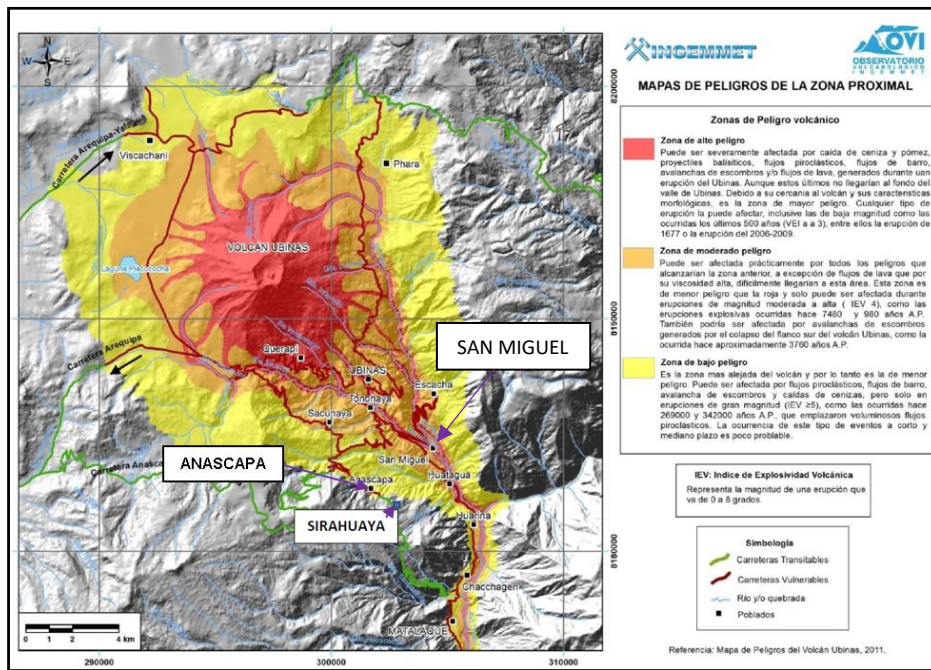 INGEMMET
OVI
OBSERVATORIO
VULCANOLÓGICO
INGEMMET
MAPAS DE PELIGROS DE LA ZONA PROXIMAL
Zonas de Peligro volcánico
Zona de alto peligro
Puede ser severamente afectada por caída de ceniza y pómez,
proyectiles balisiticos, flujos piroclásticos, flujos de barro,
avalanchas de escombros y/o flujos de lava, generados durante uan
erupción del Ubinas. Aunque estos últimos no llegarían al fondo del
valle de Ubinas. Debido a su cercania al volcán y sus características
morfológicas, es la zona de mayor peligro. Cualquier tipo de
erupción la puede afectar, inclusive las de baja magnitud como las
ocurridas los últimos 500 años (VEI a a 3), entre ellos la erupción de
1677 o la erupción del 2006-2009.
Zona de moderado peligro
Puede ser afectada prácticamente por todos los peligros que
alcanzarían la zona anterior, a exception de flujos de lava que por
su viscosidad alta, difícilmente llegarían a esta área. Esta zona es
de menor peligro que la roja y solo puede ser afectada durante
erupciones de magnitud moderada a alta ( IEV 4), como las
erupciones explosivas ocurridas hace 7480 y 980 años A.P.
También podría ser afectada por avalanchas de escombros
generados por el colapso del flanco sur del volcán Ubinas, como la
ocurrida hace aproximadamente 3760 años A.P.
Zona de bajo peligro
Es la zona mas alejada del volcán y por lo tanto es la de menor
peligro. Puede ser afectada por flujos piroclásticos, flujos de barro,
avalancha de escombros y caídas de cenizas, pero solo en
erupciones de gran magnitud (IEV ≥5), como las ocurridas hace
269000 y 342000 años A.P., que emplazaron voluminosos flujos
piroclásticos. La ocurrencia de este tipo de eventos a corto y
mediano plazo es poco problable.
IEV: Indice de Explosividad Volcánica
Representa la magnitud de una erupción que
va de 0 a 8 grados.
Simbología
Carreteras Transitables
Carreteras Vulnerables
Río y/o quebrada
Poblados
Referencia: Mapa de Peligros del Volcán Ubinas, 2011.
N
W E
S
Carretera Arequipa-Yalagua
Viscachani
Phara
VOLCÁN UBINAS
Laguna Piscococha
Carretera Arequipa
Querapi
SAN MIGUEL
UBINAS
Escacha
Tonohaya
Sacuhaya
ANASCAPA
San Miguel
Carretera Anascapa
Anascapa
Huatagua
SIRAHUAYA
Huarina
Chacchagen
MATALAQUE
0 1 2 4 km
290000
300000
310000
8200000
819000
8180000